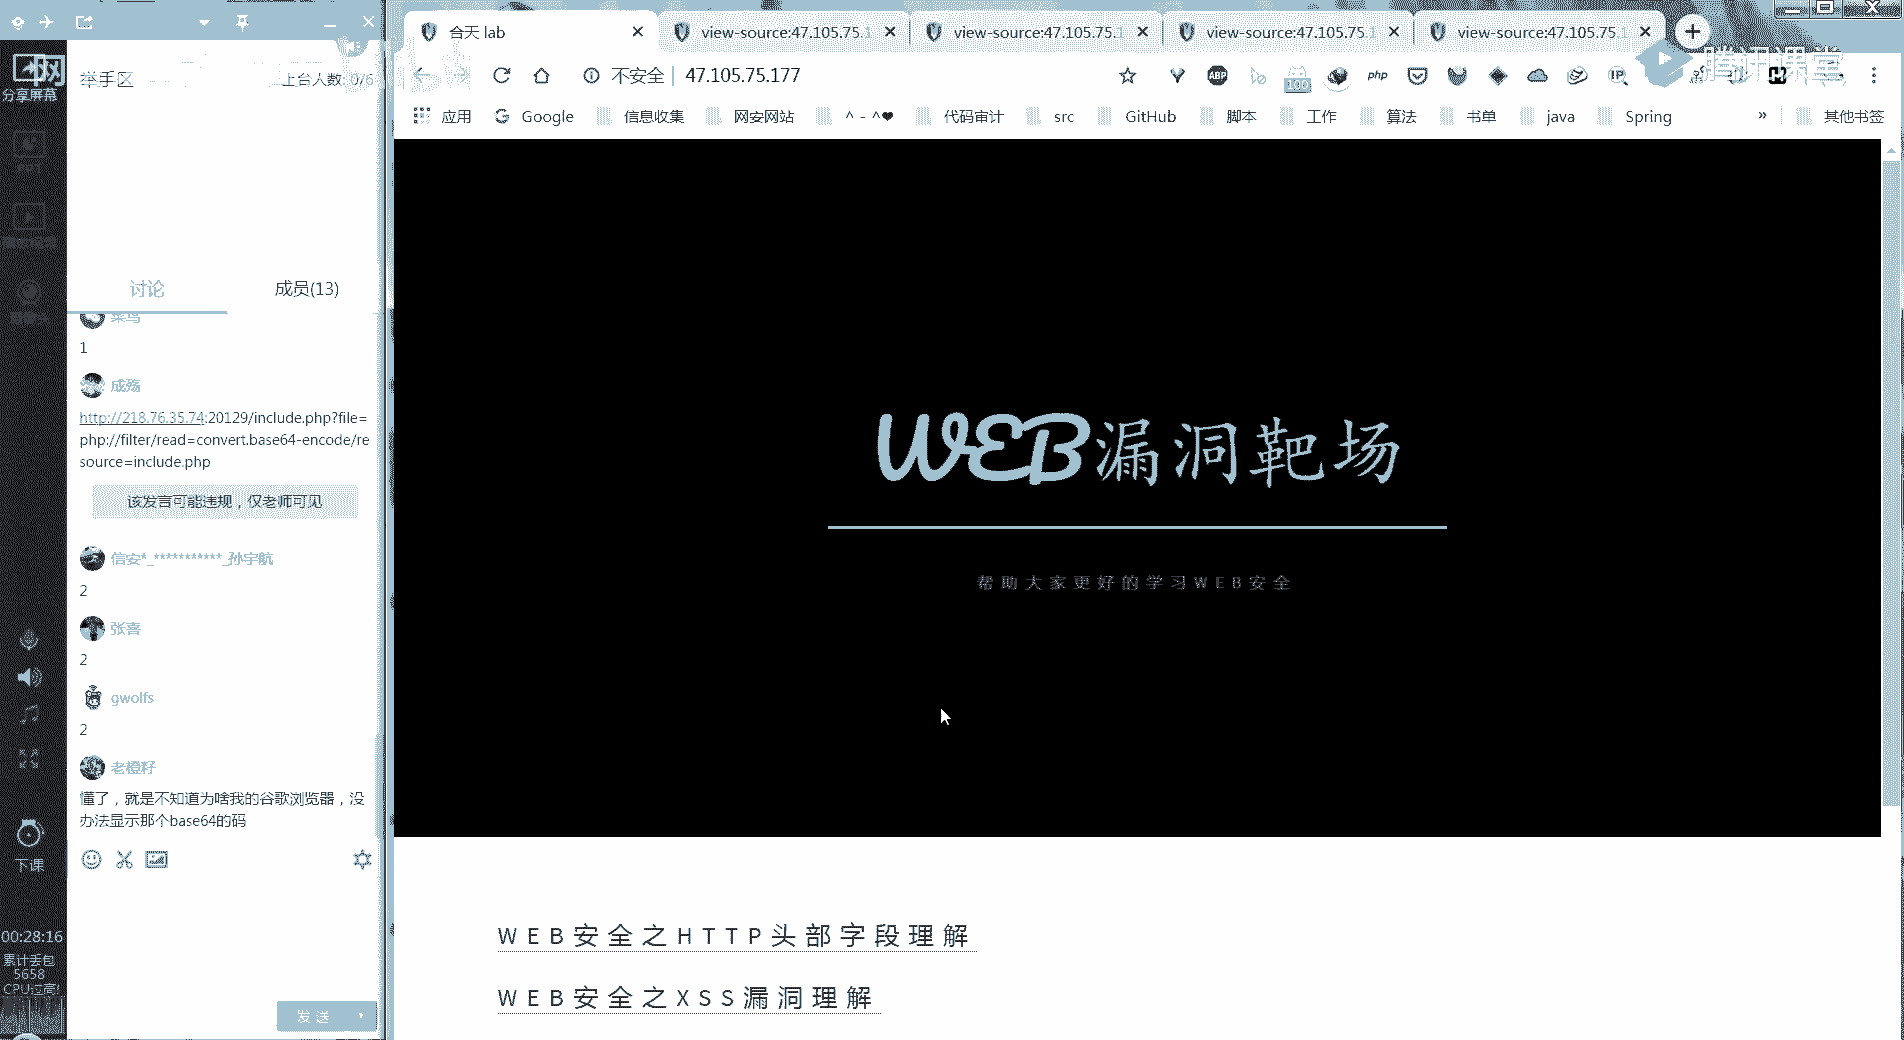 分享屏幕
网
举手区
上台人数: 0/6
讨论
成员(13)
菜鸟
1
成殇
http://218.76.35.74:20129/include.php?file=
php://filter/read=convert.base64-encode/re
source=include.php
该发言可能违规，仅老师可见
信安*_***********_孙宇航
2
张喜
2
gwolfs
2
老橙籽
懂了，就是不知道为啥我的谷歌浏览器，没
办法显示那个base64的码
下课
00:28:16
累计丢包
5658
CPU过高!
发送
合天 lab
view-source:47.105.75.1
view-source:47.105.75.1
view-source:47.105.75.1
view-source:47.105.75.1
不安全
47.105.75.177
ABP
100
php
IP
腾讯课堂
应用
Google
信息收集
网安网站
^ - ^❤
代码审计
src
GitHub
脚本
工作
算法
书单
java
Spring
»
其他书签
WEB漏洞靶场
帮助大家更好的学习WEB安全
WEB安全之HTTP头部字段理解
WEB安全之XSS漏洞理解